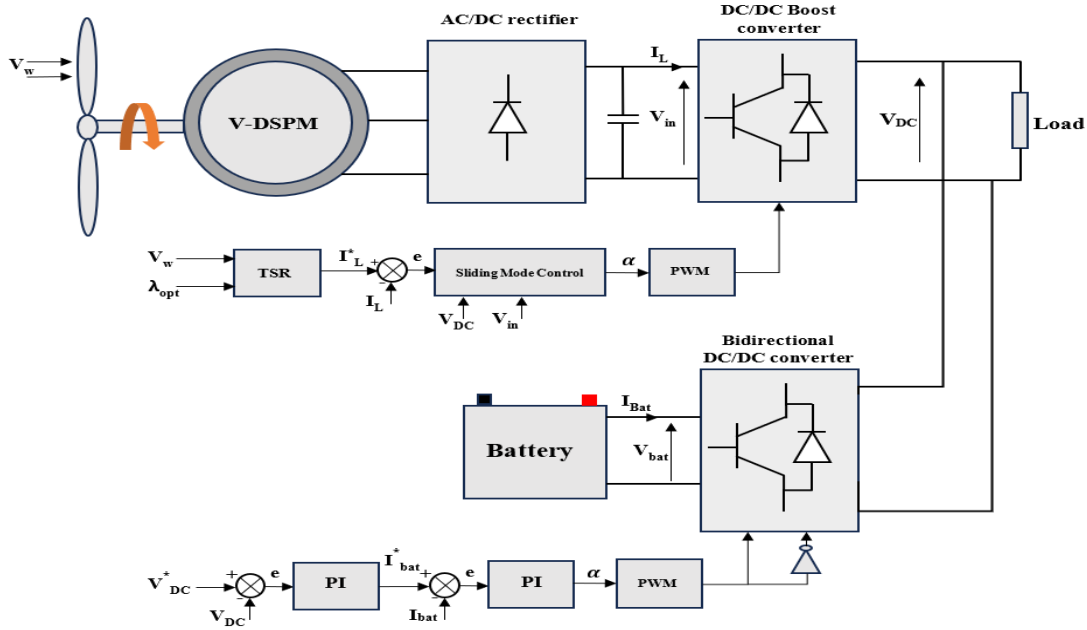 AC/DC rectifier
DC/DC Boost
converter
V_w
V-DSPM
I_L
V_in
V_DC
Load
V_w
λ_opt
TSR
I*_L
+
-
I_L
e
Sliding Mode Control
V_DC
V_in
α
PWM
Bidirectional
DC/DC converter
Battery
I_Bat
V_bat
V*_DC
+
-
V_DC
e
PI
I*_bat
+
-
I_bat
e
PI
α
PWM